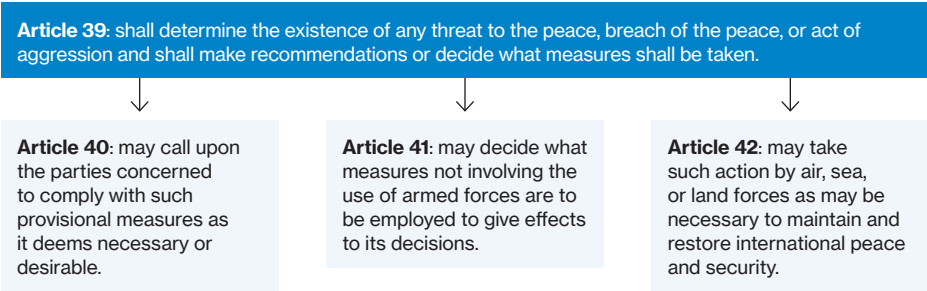 Article 39: shall determine the existence of any threat to the peace, breach of the peace, or act of
aggression and shall make recommendations or decide what measures shall be taken.
Article 40: may call upon
the parties concerned
to comply with such
provisional measures as
it deems necessary or
desirable.
Article 41: may decide what
measures not involving the
use of armed forces are to
be employed to give effects
to its decisions.
Article 42: may take
such action by air, sea,
or land forces as may be
necessary to maintain and
restore international peace
and security.